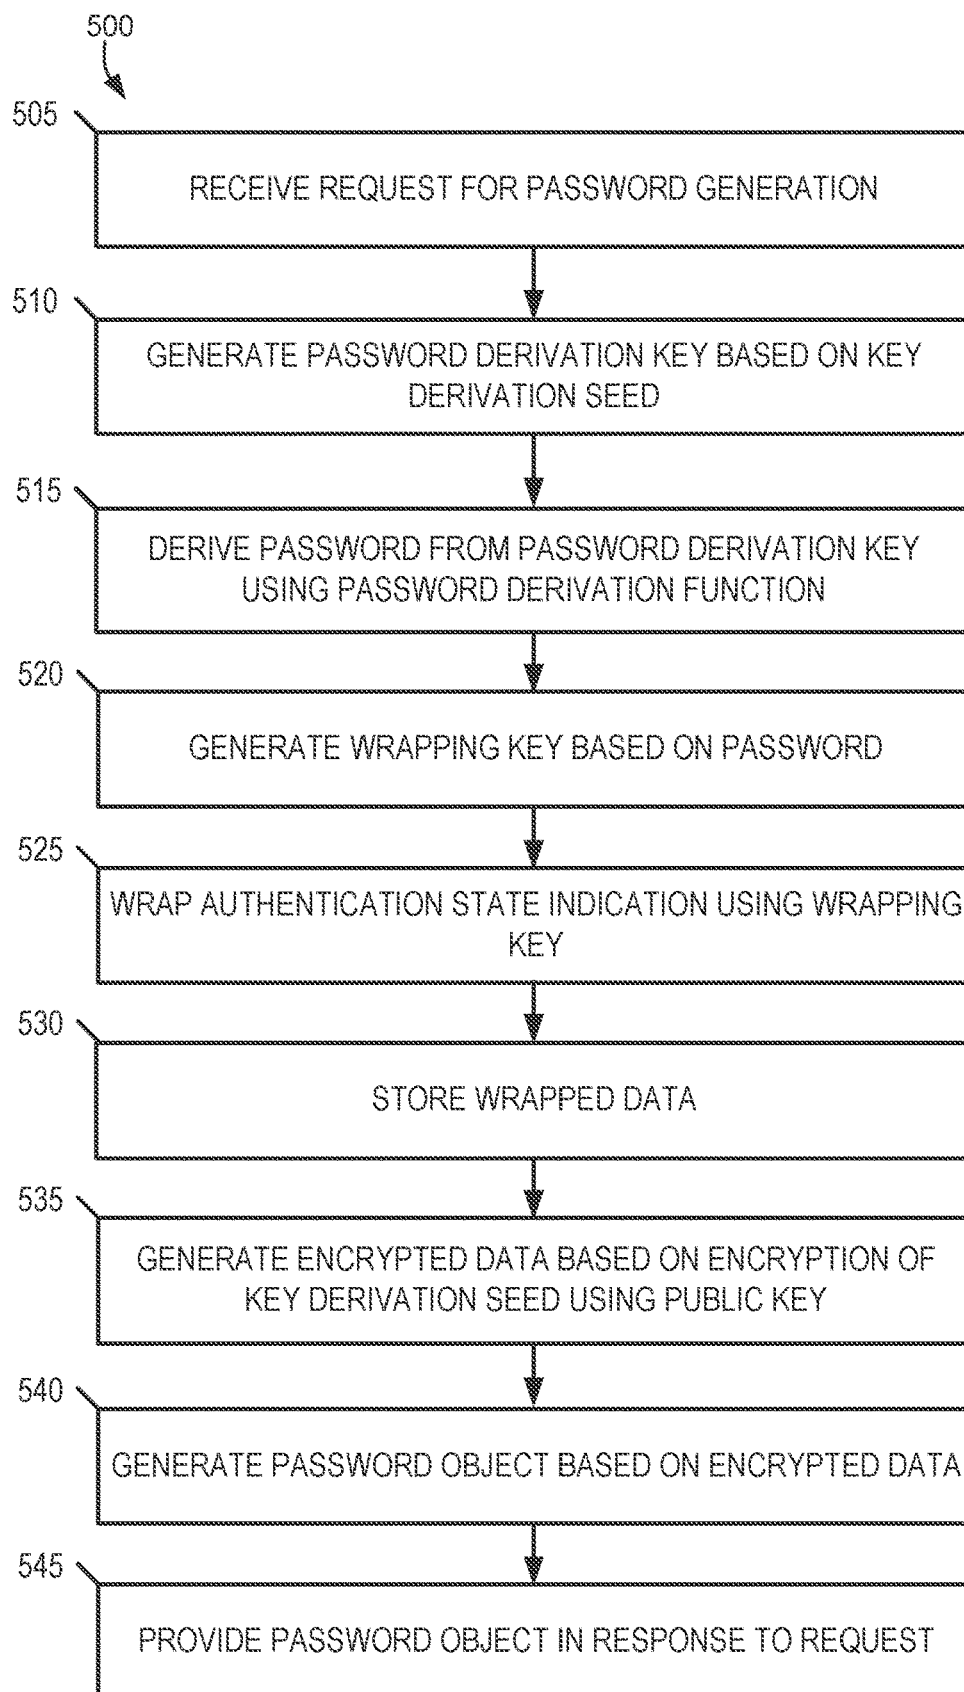 500
505
RECEIVE REQUEST FOR PASSWORD GENERATION
510
GENERATE PASSWORD DERIVATION KEY BASED ON KEY
DERIVATION SEED
515
DERIVE PASSWORD FROM PASSWORD DERIVATION KEY
USING PASSWORD DERIVATION FUNCTION
520
GENERATE WRAPPING KEY BASED ON PASSWORD
525
WRAP AUTHENTICATION STATE INDICATION USING WRAPPING
KEY
530
STORE WRAPPED DATA
535
GENERATE ENCRYPTED DATA BASED ON ENCRYPTION OF
KEY DERIVATION SEED USING PUBLIC KEY
540
GENERATE PASSWORD OBJECT BASED ON ENCRYPTED DATA
545
PROVIDE PASSWORD OBJECT IN RESPONSE TO REQUEST